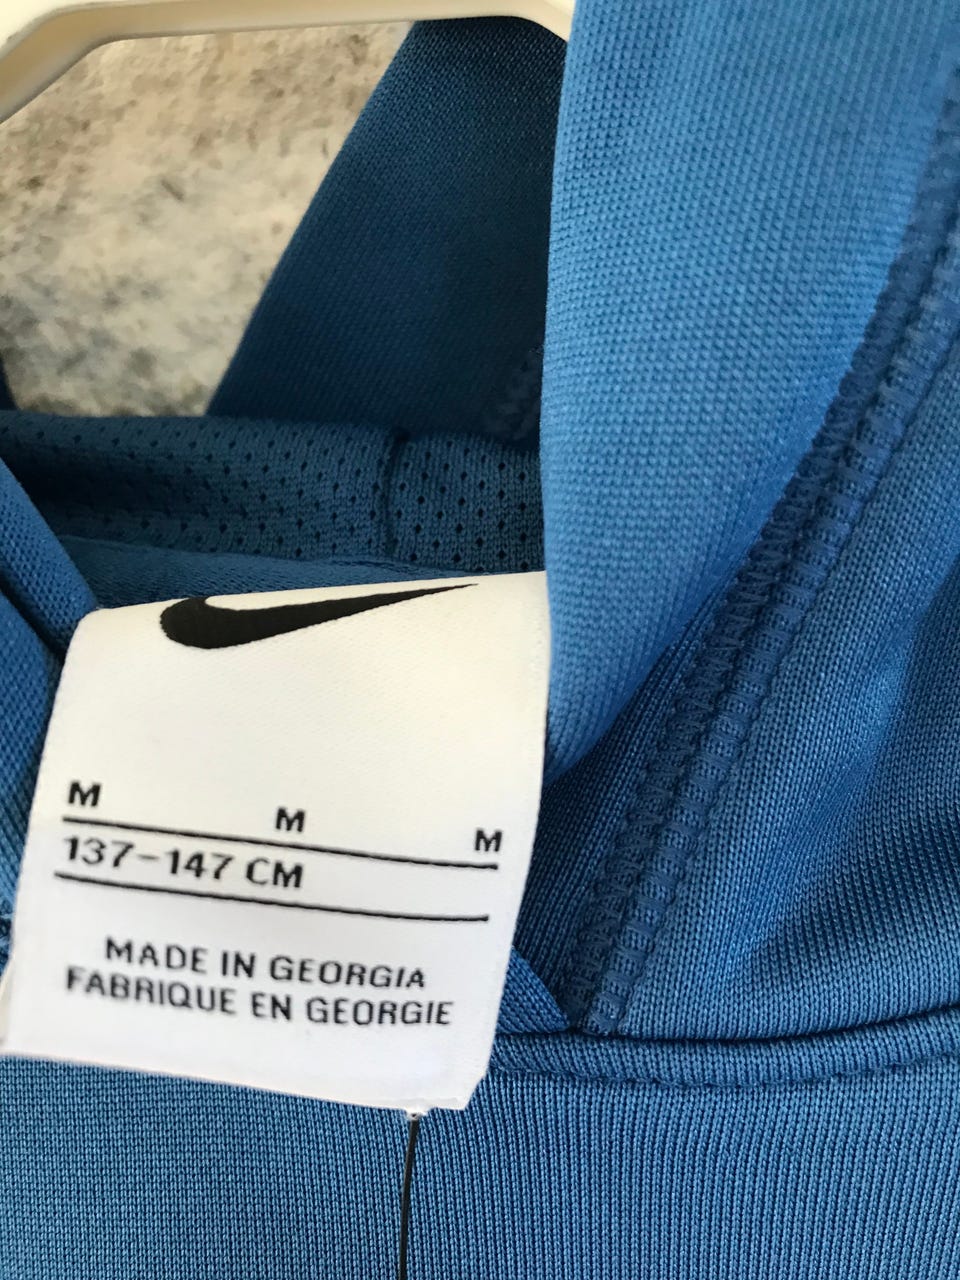 M M M
137-147 CM
MADE IN GEORGIA
FABRIQUE EN GEORGIE